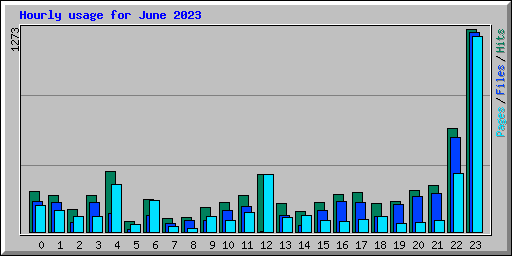 Hourly usage for June 2023
1273
Pages/Files/Hits
0 1 2 3 4 5 6 7 8 9 10 11 12 13 14 15 16 17 18 19 20 21 22 23